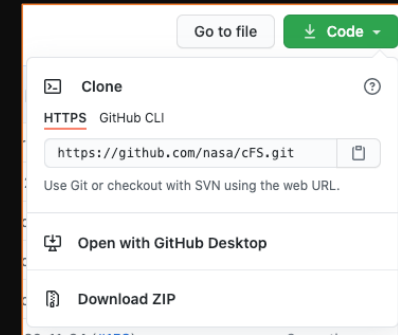 Go to file
Code
Clone
HTTPS GitHub CLI
https://github.com/nasa/cFS.git
Use Git or checkout with SVN using the web URL.
Open with GitHub Desktop
Download ZIP